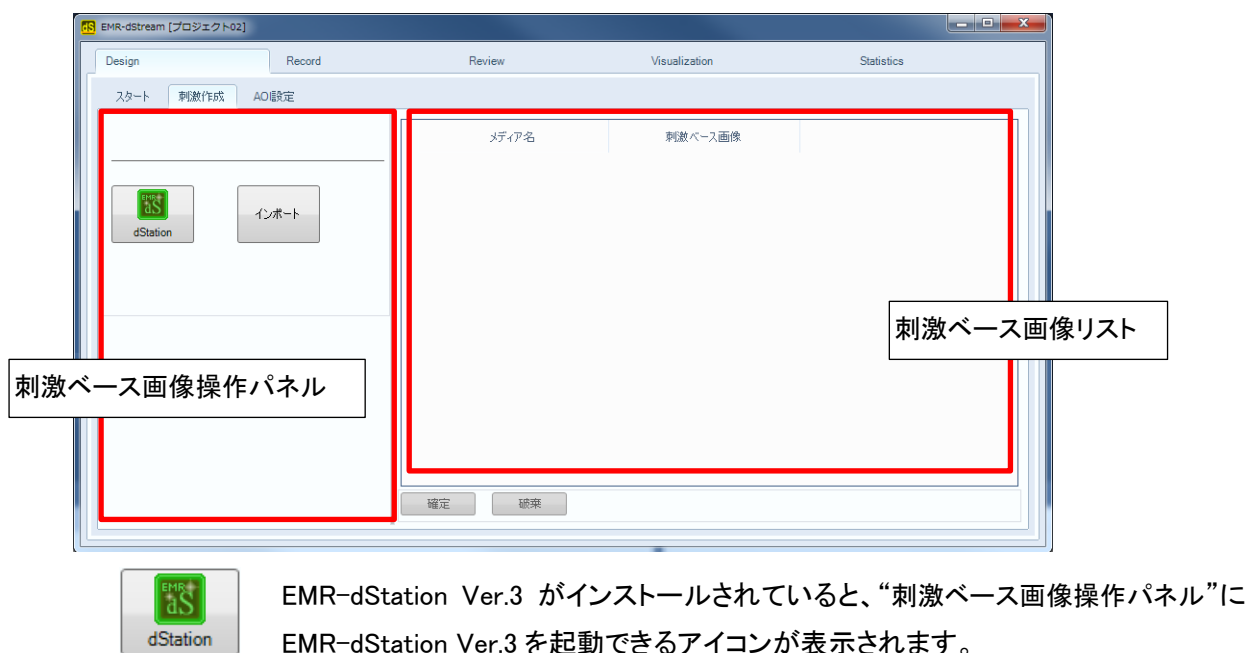 dS EMR-dStream [プロジェクト02]
Design Record Review Visualization Statistics
スタート 刺激作成 AOI設定
メディア名 刺激ベース画像
EMR
dS
dStation
インポート
刺激ベース画像リスト
刺激ベース画像操作パネル
確定 破棄
EMR
dS
dStation
EMR-dStation Ver.3 がインストールされていると、“刺激ベース画像操作パネル”に
EMR-dStation Ver.3 を起動できるアイコンが表示されます。